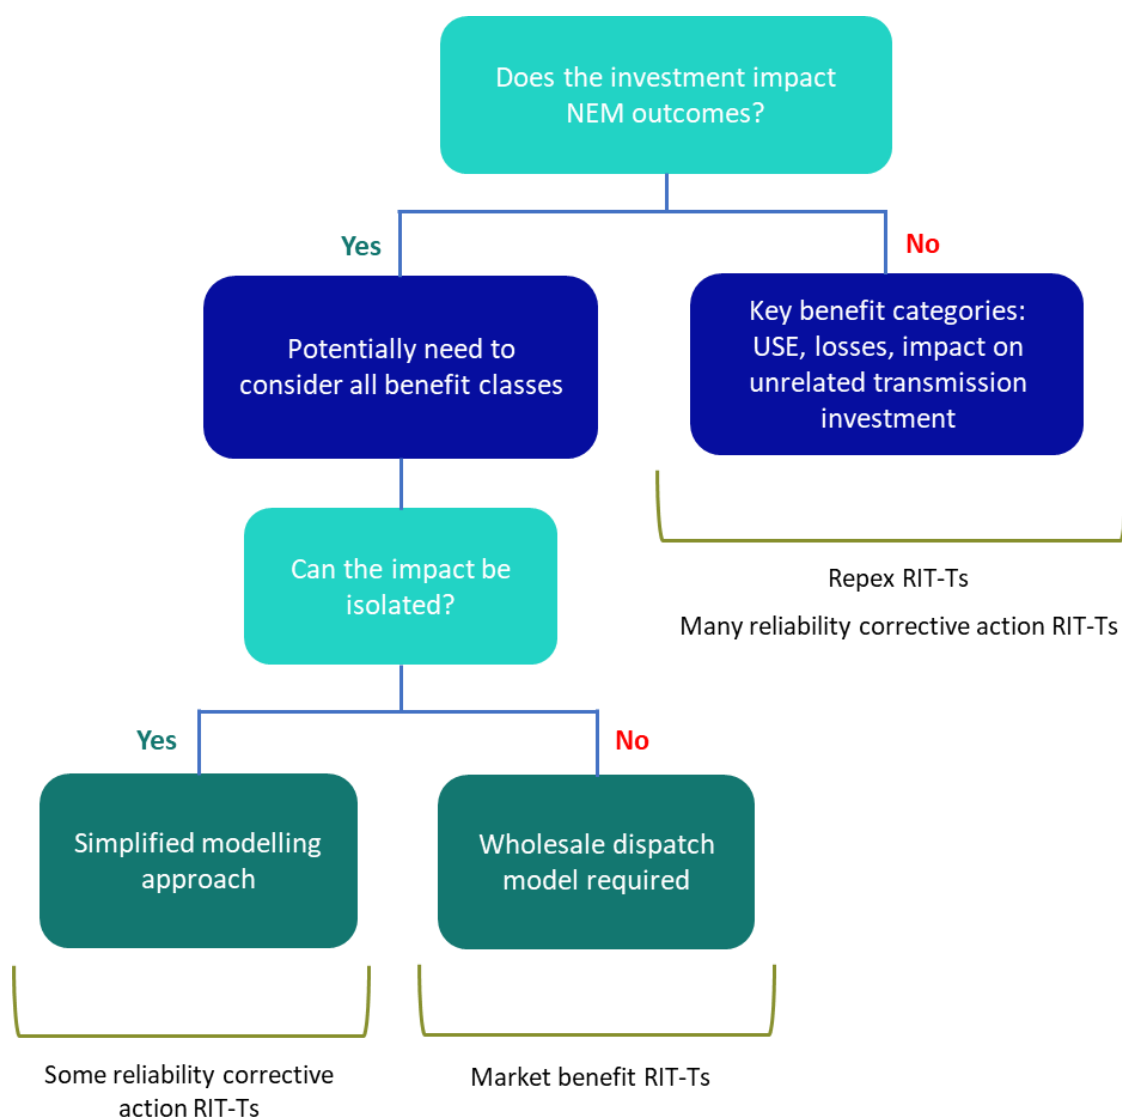 Does the investment impact
NEM outcomes?
Yes
No
Potentially need to
consider all benefit classes
Key benefit categories:
USE, losses, impact on
unrelated transmission
investment
Can the impact be
isolated?
Repex RIT-Ts
Many reliability corrective action RIT-Ts
Yes
No
Simplified modelling
approach
Wholesale dispatch
model required
Some reliability corrective
action RIT-Ts
Market benefit RIT-Ts